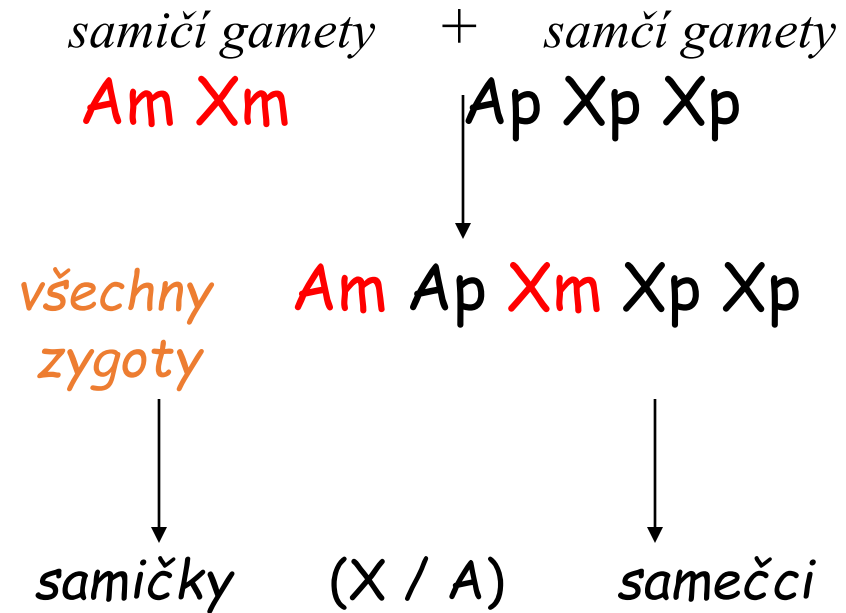 samičí gamety + samčí gamety
Am Xm Ap Xp Xp
všechny Am Ap Xm Xp Xp
zygoty
samičky (X / A) samečci